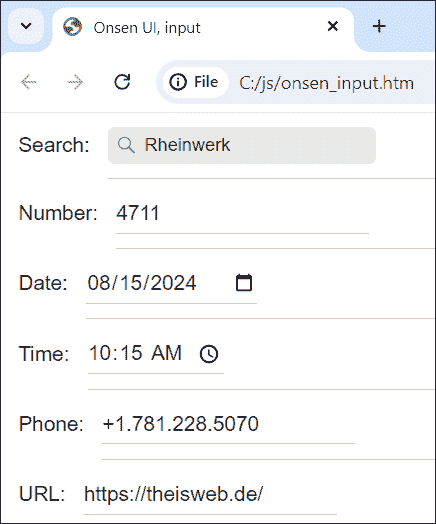 Onsen UI, input
File C:/js/onsen_input.htm
Search: Rheinwerk
Number: 4711
Date: 08/15/2024
Time: 10:15 AM
Phone: +1.781.228.5070
URL: https://theisweb.de/